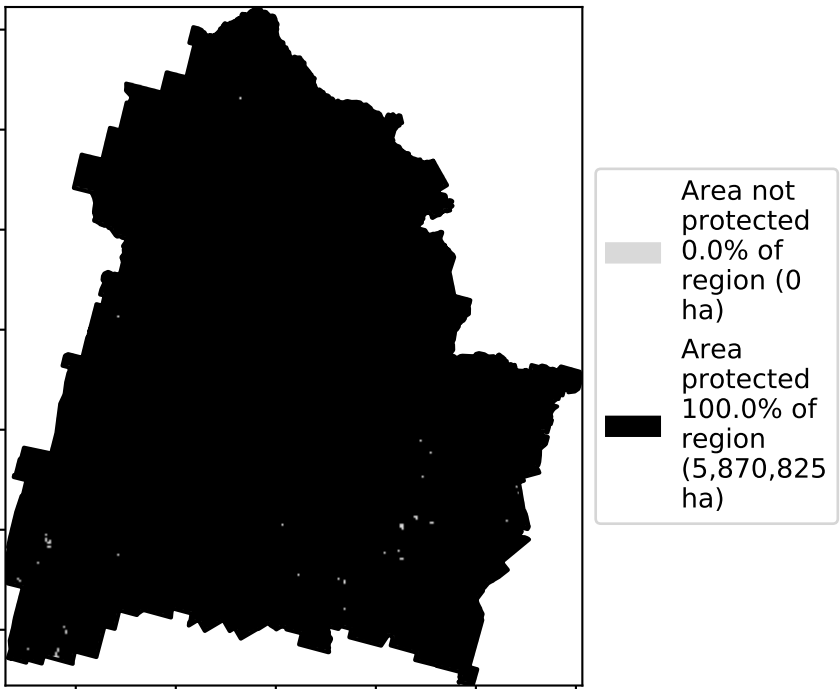 Area not
protected
0.0% of
region (0
ha)
Area
protected
100.0% of
region
(5,870,825
ha)